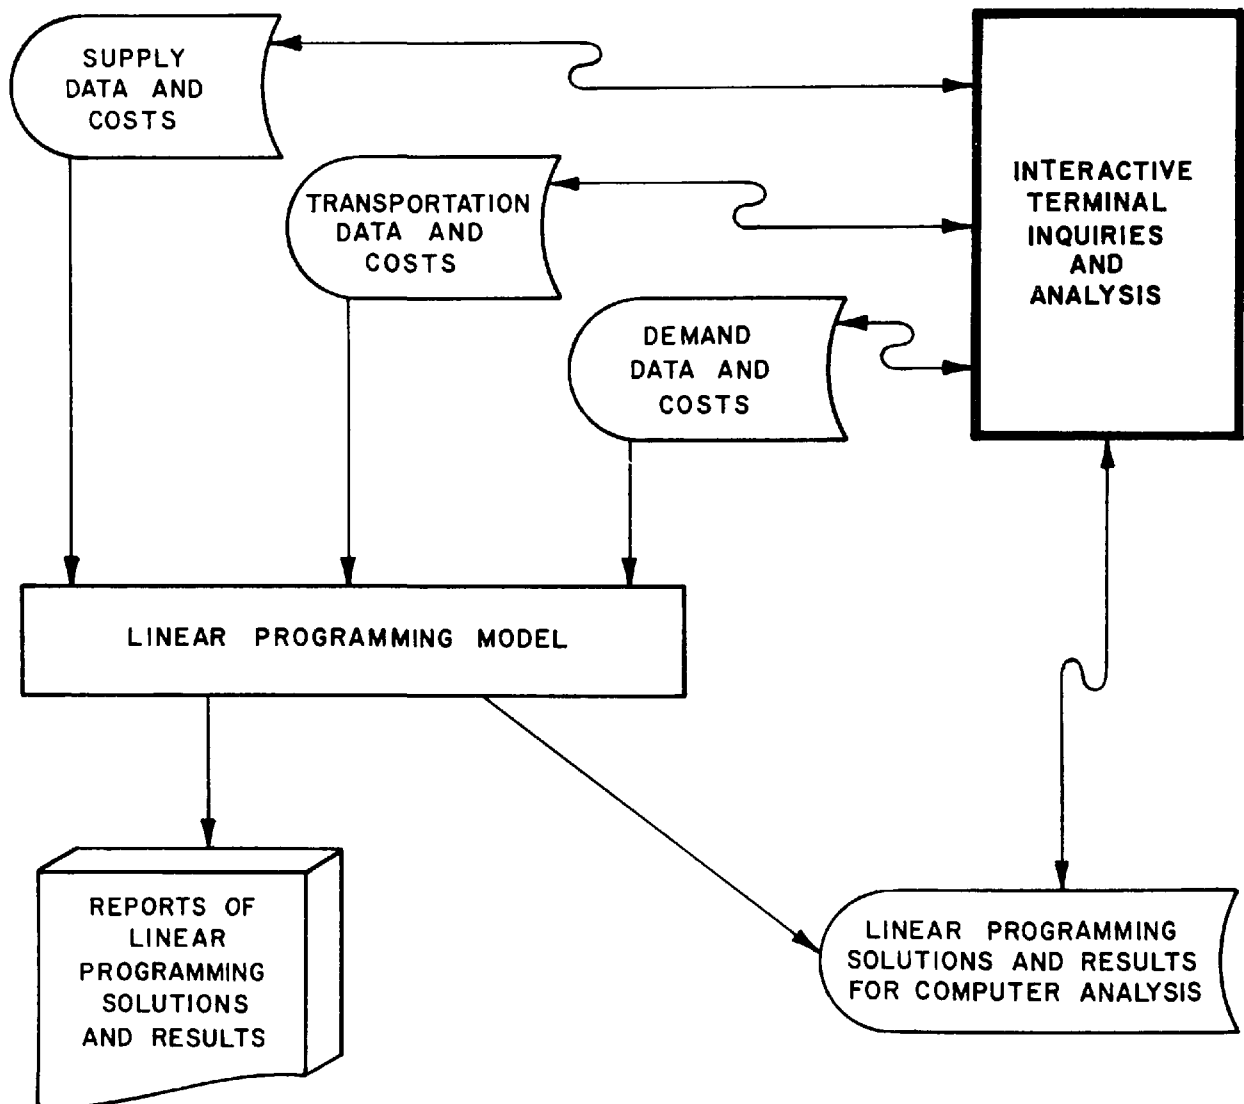 SUPPLY
DATA AND
COSTS
TRANSPORTATION
DATA AND
COSTS
DEMAND
DATA AND
COSTS
INTERACTIVE
TERMINAL
INQUIRIES
AND
ANALYSIS
LINEAR PROGRAMMING MODEL
REPORTS OF
LINEAR
PROGRAMMING
SOLUTIONS
AND RESULTS
LINEAR PROGRAMMING
SOLUTIONS AND RESULTS
FOR COMPUTER ANALYSIS